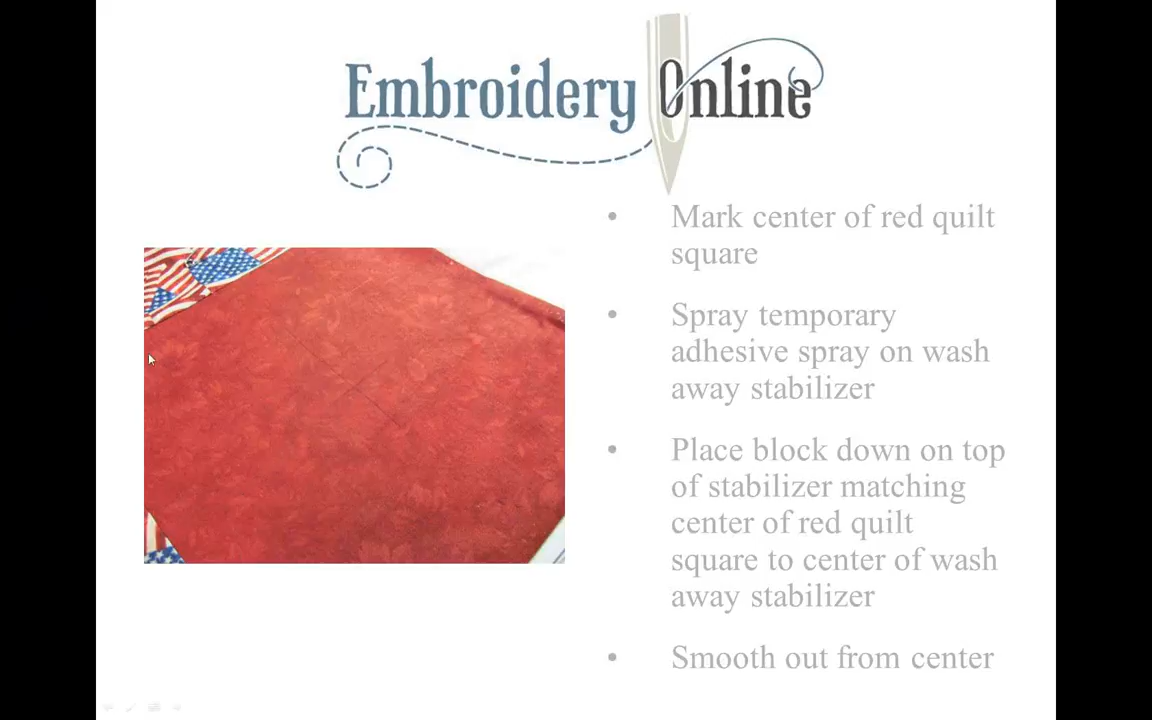 Embroidery Online
• Mark center of red quilt
square
• Spray temporary
adhesive spray on wash
away stabilizer
• Place block down on top
of stabilizer matching
center of red quilt
square to center of wash
away stabilizer
• Smooth out from center